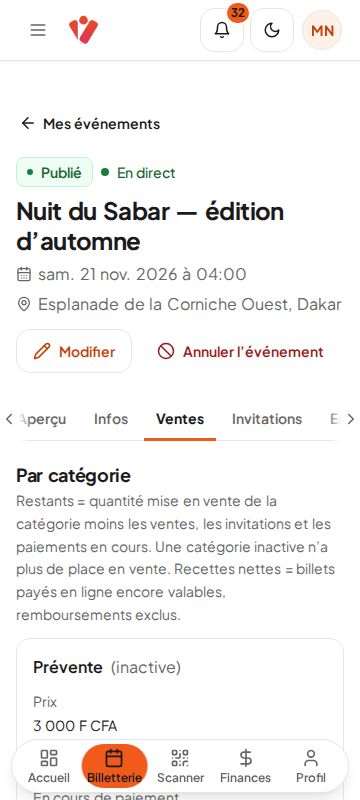 32
MN
Mes événements
Publié
En direct
Nuit du Sabar — édition
d'automne
sam. 21 nov. 2026 à 04:00
Esplanade de la Corniche Ouest, Dakar
Modifier
Annuler l'événement
Aperçu Infos Ventes Invitations
Par catégorie
Restants = quantité mise en vente de la
catégorie moins les ventes, les invitations et les
paiements en cours. Une catégorie inactive n'a
plus de place en vente. Recettes nettes = billets
payés en ligne encore valables,
remboursements exclus.
Prévente (inactive)
Prix
3 000 F CFA
Accueil Billetterie Scanner Finances Profil
En cours de paiement